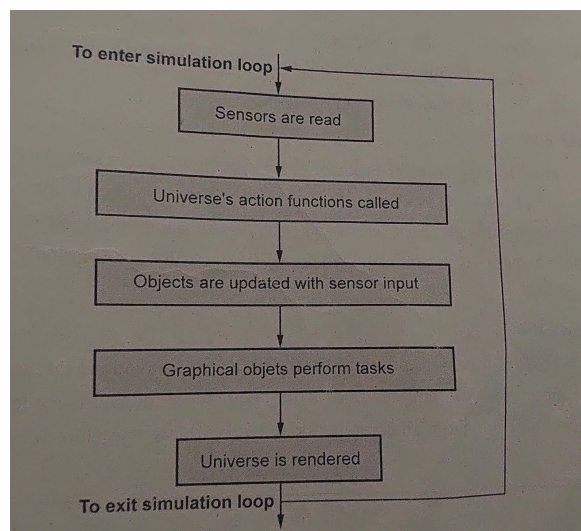 To enter simulation loop
Sensors are read
Universe's action functions called
Objects are updated with sensor input
Graphical objets perform tasks
Universe is rendered
To exit simulation loop